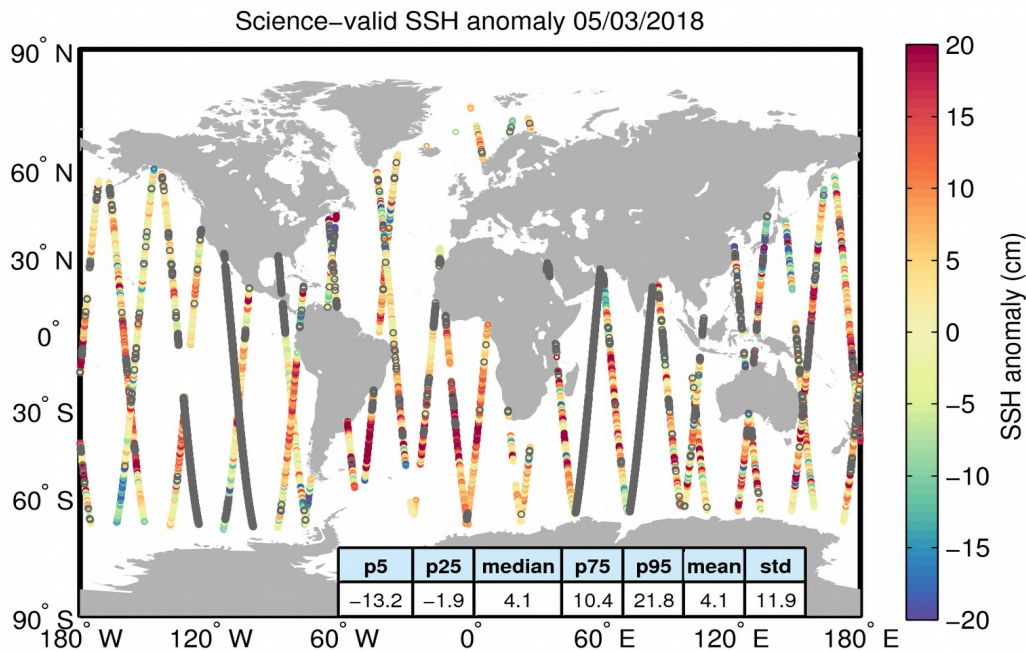 Science−valid SSH anomaly 05/03/2018
90° N
60° N
30° N
0°
30° S
60° S
90° S
180° W
120° W
60° W
0°
60° E
120° E
180° E
p5 p25 median p75 p95 mean std
−13.2 −1.9 4.1 10.4 21.8 4.1 11.9
20
15
10
5
0
−5
−10
−15
−20
SSH anomaly (cm)